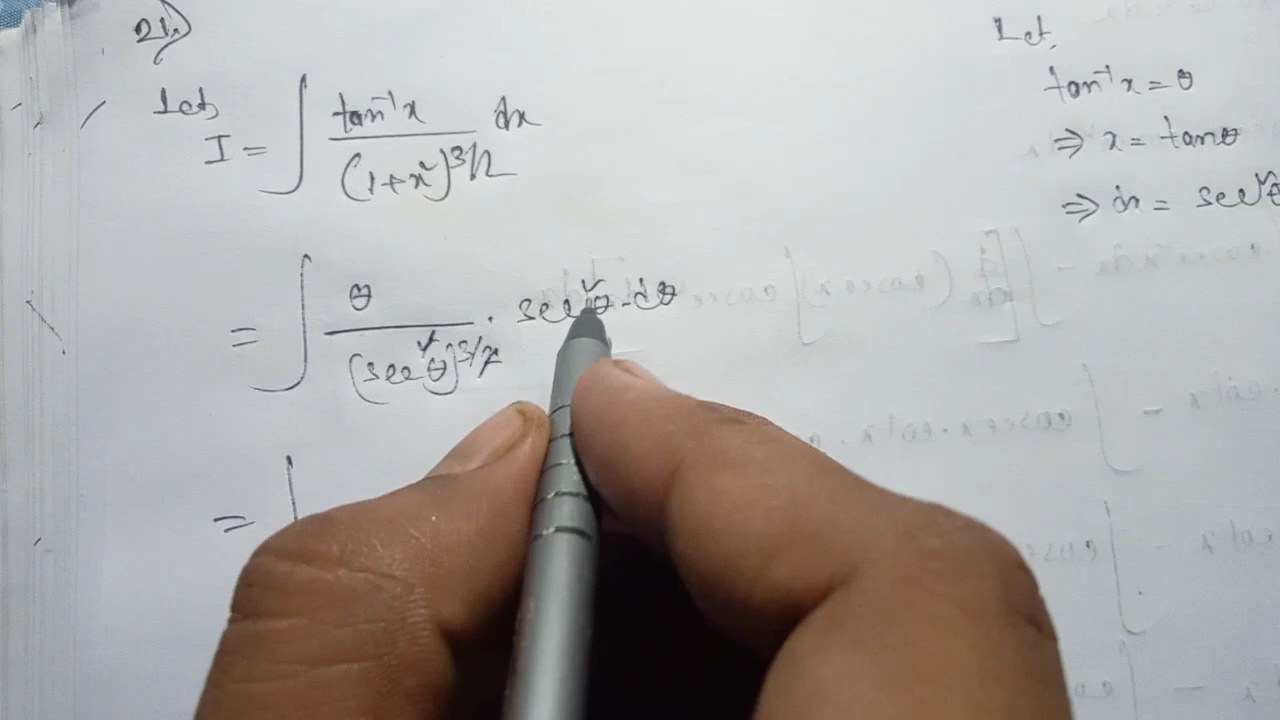 21)
Let,
I = ∫ tan⁻¹x / (1+x²)^3/2 dx
= ∫ θ / (sec²θ)^3/2 . sec²θ.dθ
= ∫
Let,
tan⁻¹x = θ
⇒ x = tanθ
⇒ dx = sec²θ